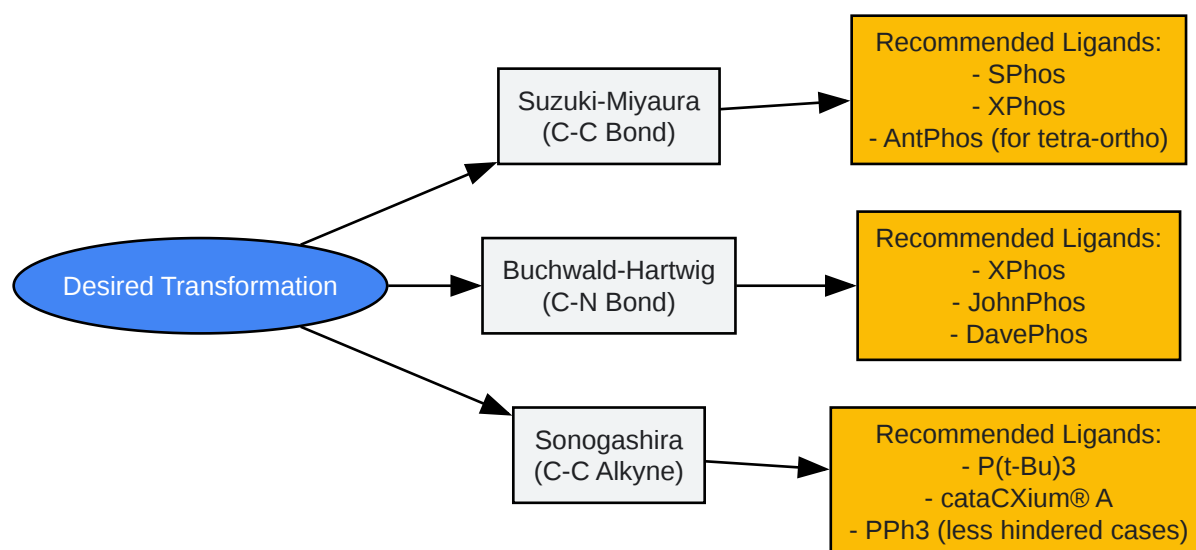 Desired Transformation
Suzuki-Miyaura
(C-C Bond)
Recommended Ligands:
- SPhos
- XPhos
- AntPhos (for tetra-ortho)
Buchwald-Hartwig
(C-N Bond)
Recommended Ligands:
- XPhos
- JohnPhos
- DavePhos
Sonogashira
(C-C Alkyne)
Recommended Ligands:
- P(t-Bu)3
- cataCXium® A
- PPh3 (less hindered cases)